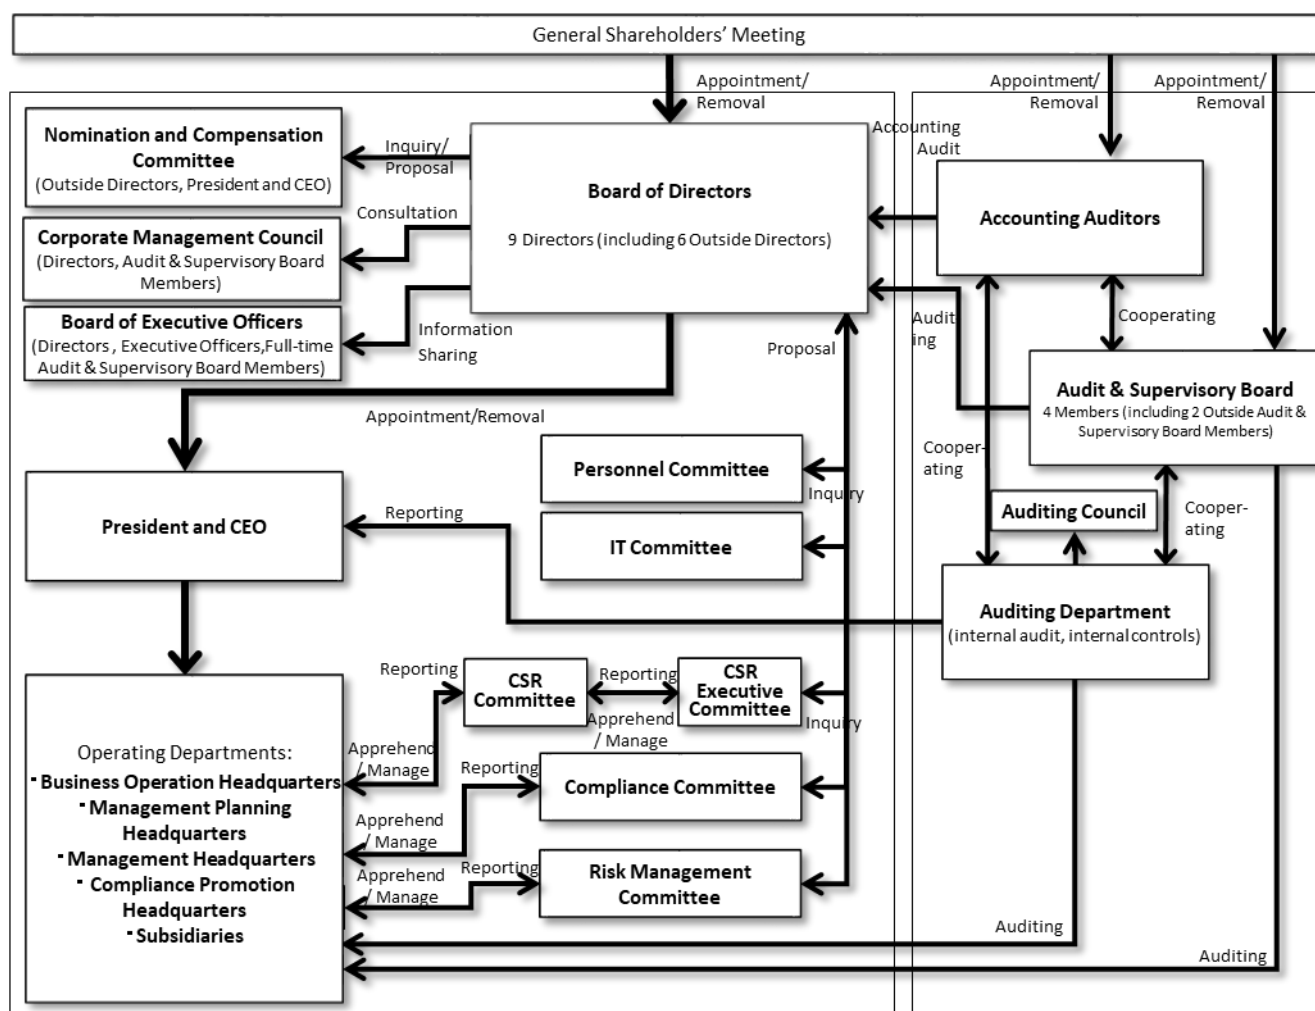 General Shareholders' Meeting
Appointment/
Removal
Appointment/
Removal
Appointment/
Removal
Nomination and Compensation
Committee
(Outside Directors, President and CEO)
Inquiry/
Proposal
Board of Directors
9 Directors (including 6 Outside Directors)
Accounting
Audit
Accounting Auditors
Corporate Management Council
(Directors, Audit & Supervisory Board
Members)
Consultation
Board of Executive Officers
(Directors , Executive Officers,Full-time
Audit & Supervisory Board Members)
Information
Sharing
Proposal
Audit
ing
Cooperating
Audit & Supervisory Board
4 Members (including 2 Outside Audit &
Supervisory Board Members)
Appointment/Removal
Personnel Committee
Inquiry
Cooper-
ating
President and CEO
Reporting
IT Committee
Auditing Council
Cooper-
ating
Auditing Department
(internal audit, internal controls)
Reporting
CSR
Committee
Reporting
CSR
Executive
Committee
Apprehend
/ Manage
Inquiry
Operating Departments:
・Business Operation Headquarters
・Management Planning
Headquarters
・Management Headquarters
・Compliance Promotion
Headquarters
・Subsidiaries
Apprehend
/ Manage
Reporting
Compliance Committee
Apprehend
/ Manage
Reporting
Risk Management
Committee
Apprehend
/ Manage
Auditing
Auditing